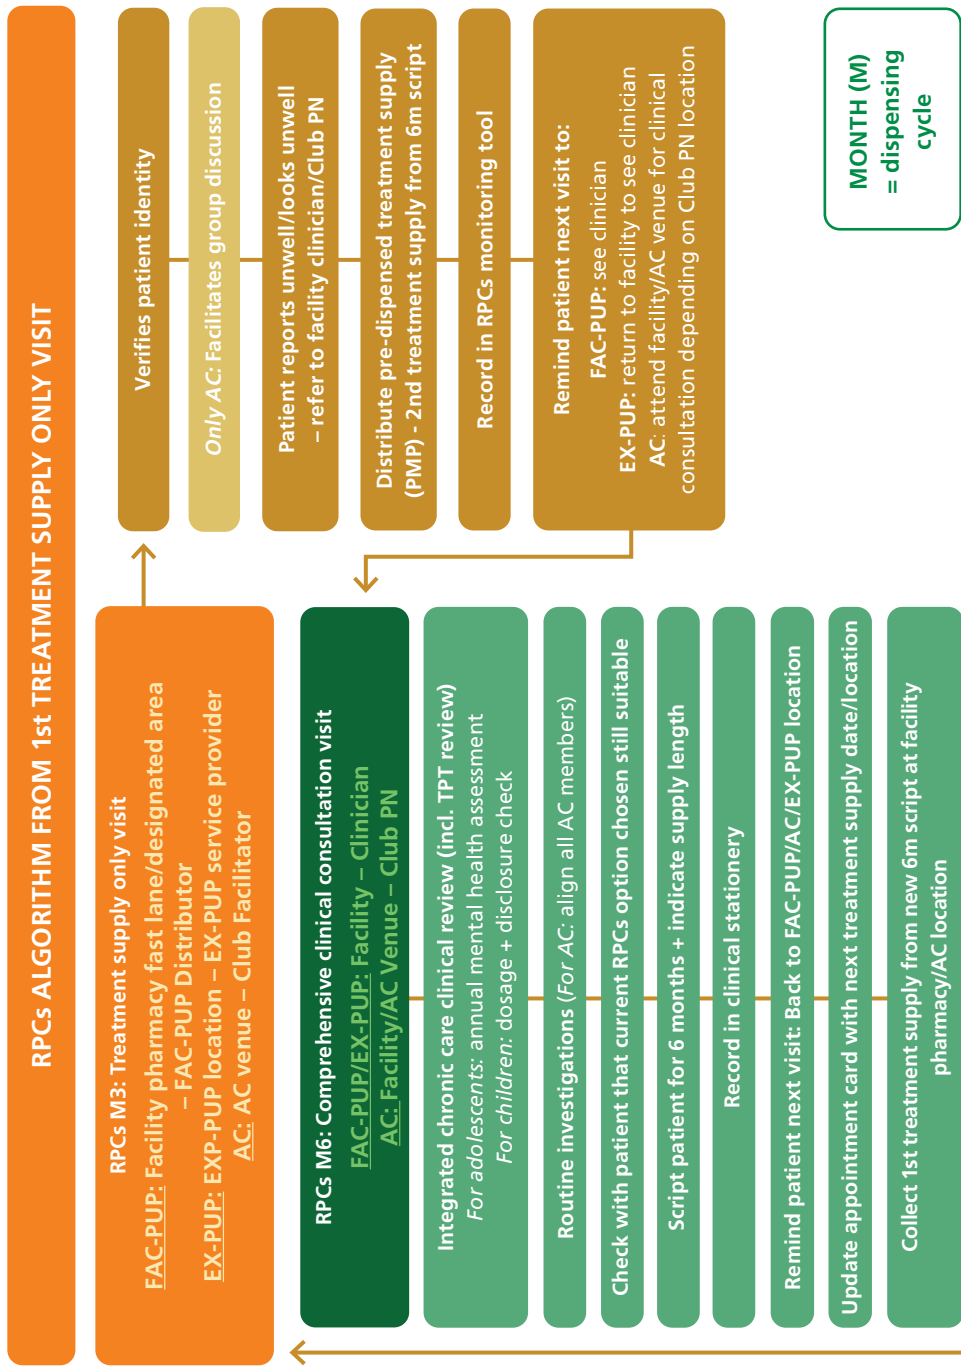 RPCs ALGORITHM FROM 1st TREATMENT SUPPLY ONLY VISIT
RPCs M3: Treatment supply only visit
FAC-PUP: Facility pharmacy fast lane/designated area
– FAC-PUP Distributor
EX-PUP: EXP-PUP location – EX-PUP service provider
AC: AC venue – Club Facilitator
Verifies patient identity
Only AC: Facilitates group discussion
Patient reports unwell/looks unwell
– refer to facility clinician/Club PN
Distribute pre-dispensed treatment supply
(PMP) - 2nd treatment supply from 6m script
Record in RPCs monitoring tool
Remind patient next visit to:
FAC-PUP: see clinician
EX-PUP: return to facility to see clinician
AC: attend facility/AC venue for clinical
consultation depending on Club PN location
RPCs M6: Comprehensive clinical consultation visit
FAC-PUP/EX-PUP: Facility – Clinician
AC: Facility/AC Venue – Club PN
Integrated chronic care clinical review (incl. TPT review)
For adolescents: annual mental health assessment
For children: dosage + disclosure check
Routine investigations (For AC: align all AC members)
Check with patient that current RPCs option chosen still suitable
Script patient for 6 months + indicate supply length
Record in clinical stationery
Remind patient next visit: Back to FAC-PUP/AC/EX-PUP location
Update appointment card with next treatment supply date/location
Collect 1st treatment supply from new 6m script at facility
pharmacy/AC location
MONTH (M)
= dispensing
cycle